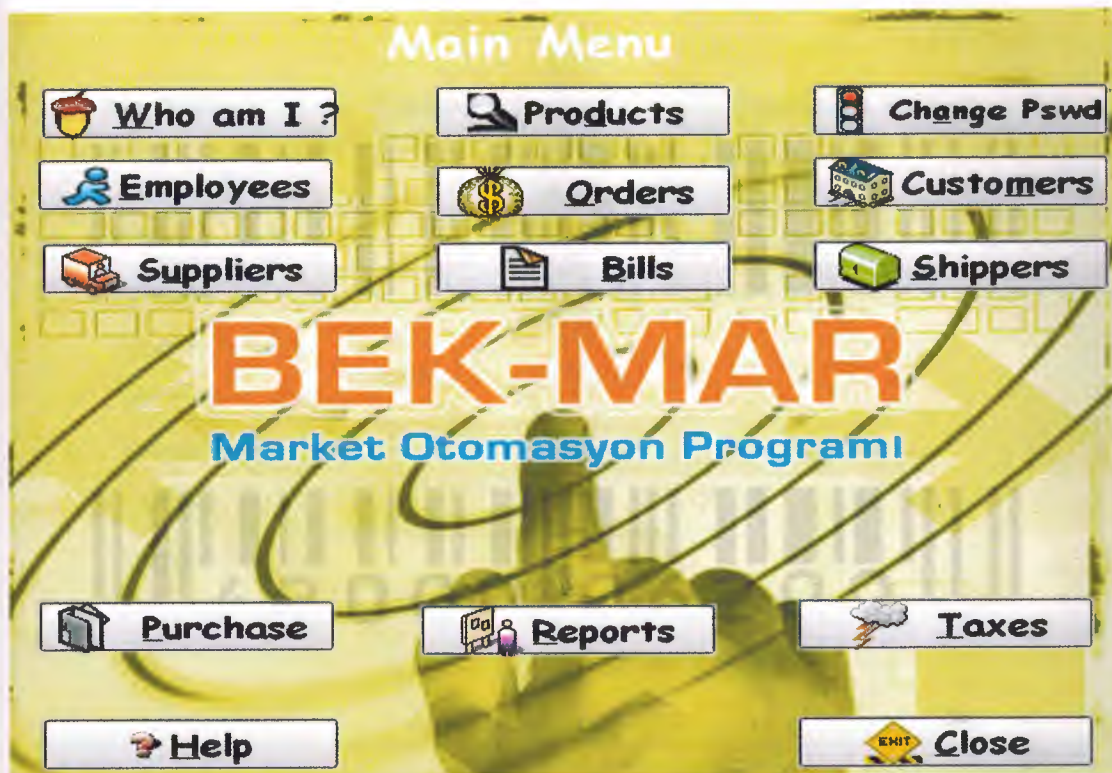 Main Menu
Who am I ?
Products
Change Pswd
Employees
Orders
Customers
Suppliers
Bills
Shippers
BEK-MAR
Market Otomasyon Programı
Purchase
Reports
Taxes
Help
EXIT Close